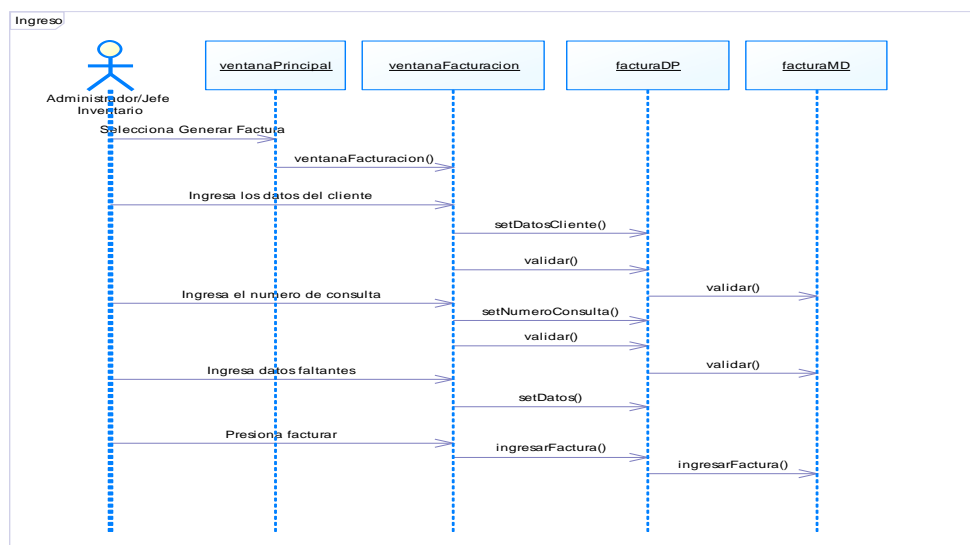 Ingreso
ventanaPrincipal
ventanaFacturacion
facturaDP
facturaMD
Administrador/Jefe
Inventario
Selecciona Generar Factura
ventanaFacturacion()
Ingresa los datos del cliente
setDatosCliente()
validar()
validar()
Ingresa el numero de consulta
setNumeroConsulta()
validar()
validar()
Ingresa datos faltantes
setDatos()
Presiona facturar
ingresarFactura()
ingresarFactura()